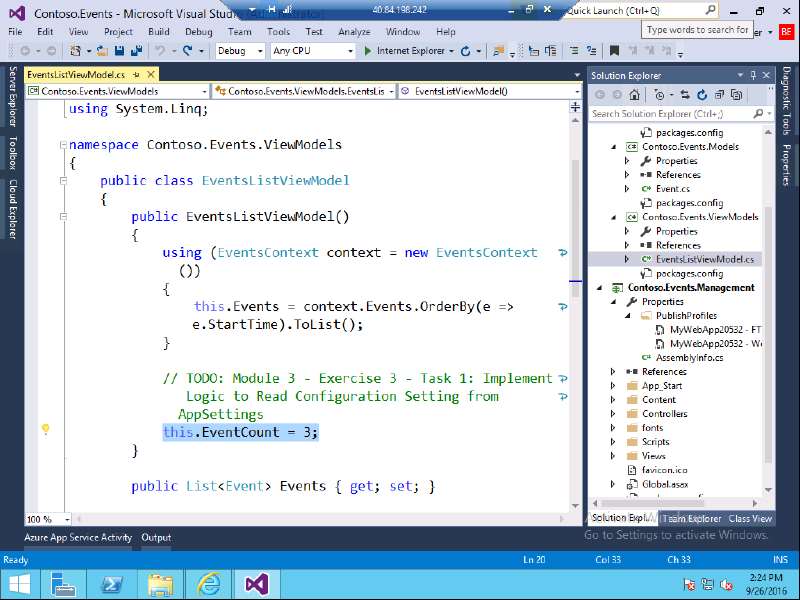 Contoso.Events - Microsoft Visual Stu
40.84.198.242
Quick Launch (Ctrl+Q)
File Edit View Project Build Debug Team Tools Test Analyze Window Help
Type words to search for
BE
Debug Any CPU Internet Explorer
Server Explorer
Toolbox
Cloud Explorer
EventsListViewModel.cs
Contoso.Events.ViewModels Contoso.Events.ViewModels.EventsLis EventsListViewModel()
using System.Linq;
namespace Contoso.Events.ViewModels
{
public class EventsListViewModel
{
public EventsListViewModel()
{
using (EventsContext context = new EventsContext
())
{
this.Events = context.Events.OrderBy(e =>
e.StartTime).ToList();
}
// TODO: Module 3 - Exercise 3 - Task 1: Implement
Logic to Read Configuration Setting from
AppSettings
this.EventCount = 3;
}
public List<Event> Events { get; set; }
100 %
Solution Explorer
Search Solution Explorer (Ctrl+;)
packages.config
Contoso.Events.Models
Properties
References
Event.cs
packages.config
Contoso.Events.ViewModels
Properties
References
EventsListViewModel.cs
packages.config
Contoso.Events.Management
Properties
PublishProfiles
MyWebApp20532 - FT
MyWebApp20532 - We
AssemblyInfo.cs
References
App_Start
Content
Controllers
fonts
Scripts
Views
favicon.ico
Global.asax
Solution Expl... Team Explorer Class View
Diagnostic Tools
Properties
Go to Settings to activate Windows.
Azure App Service Activity Output
Ready Ln 20 Col 33 Ch 33 INS
2:24 PM
9/26/2016